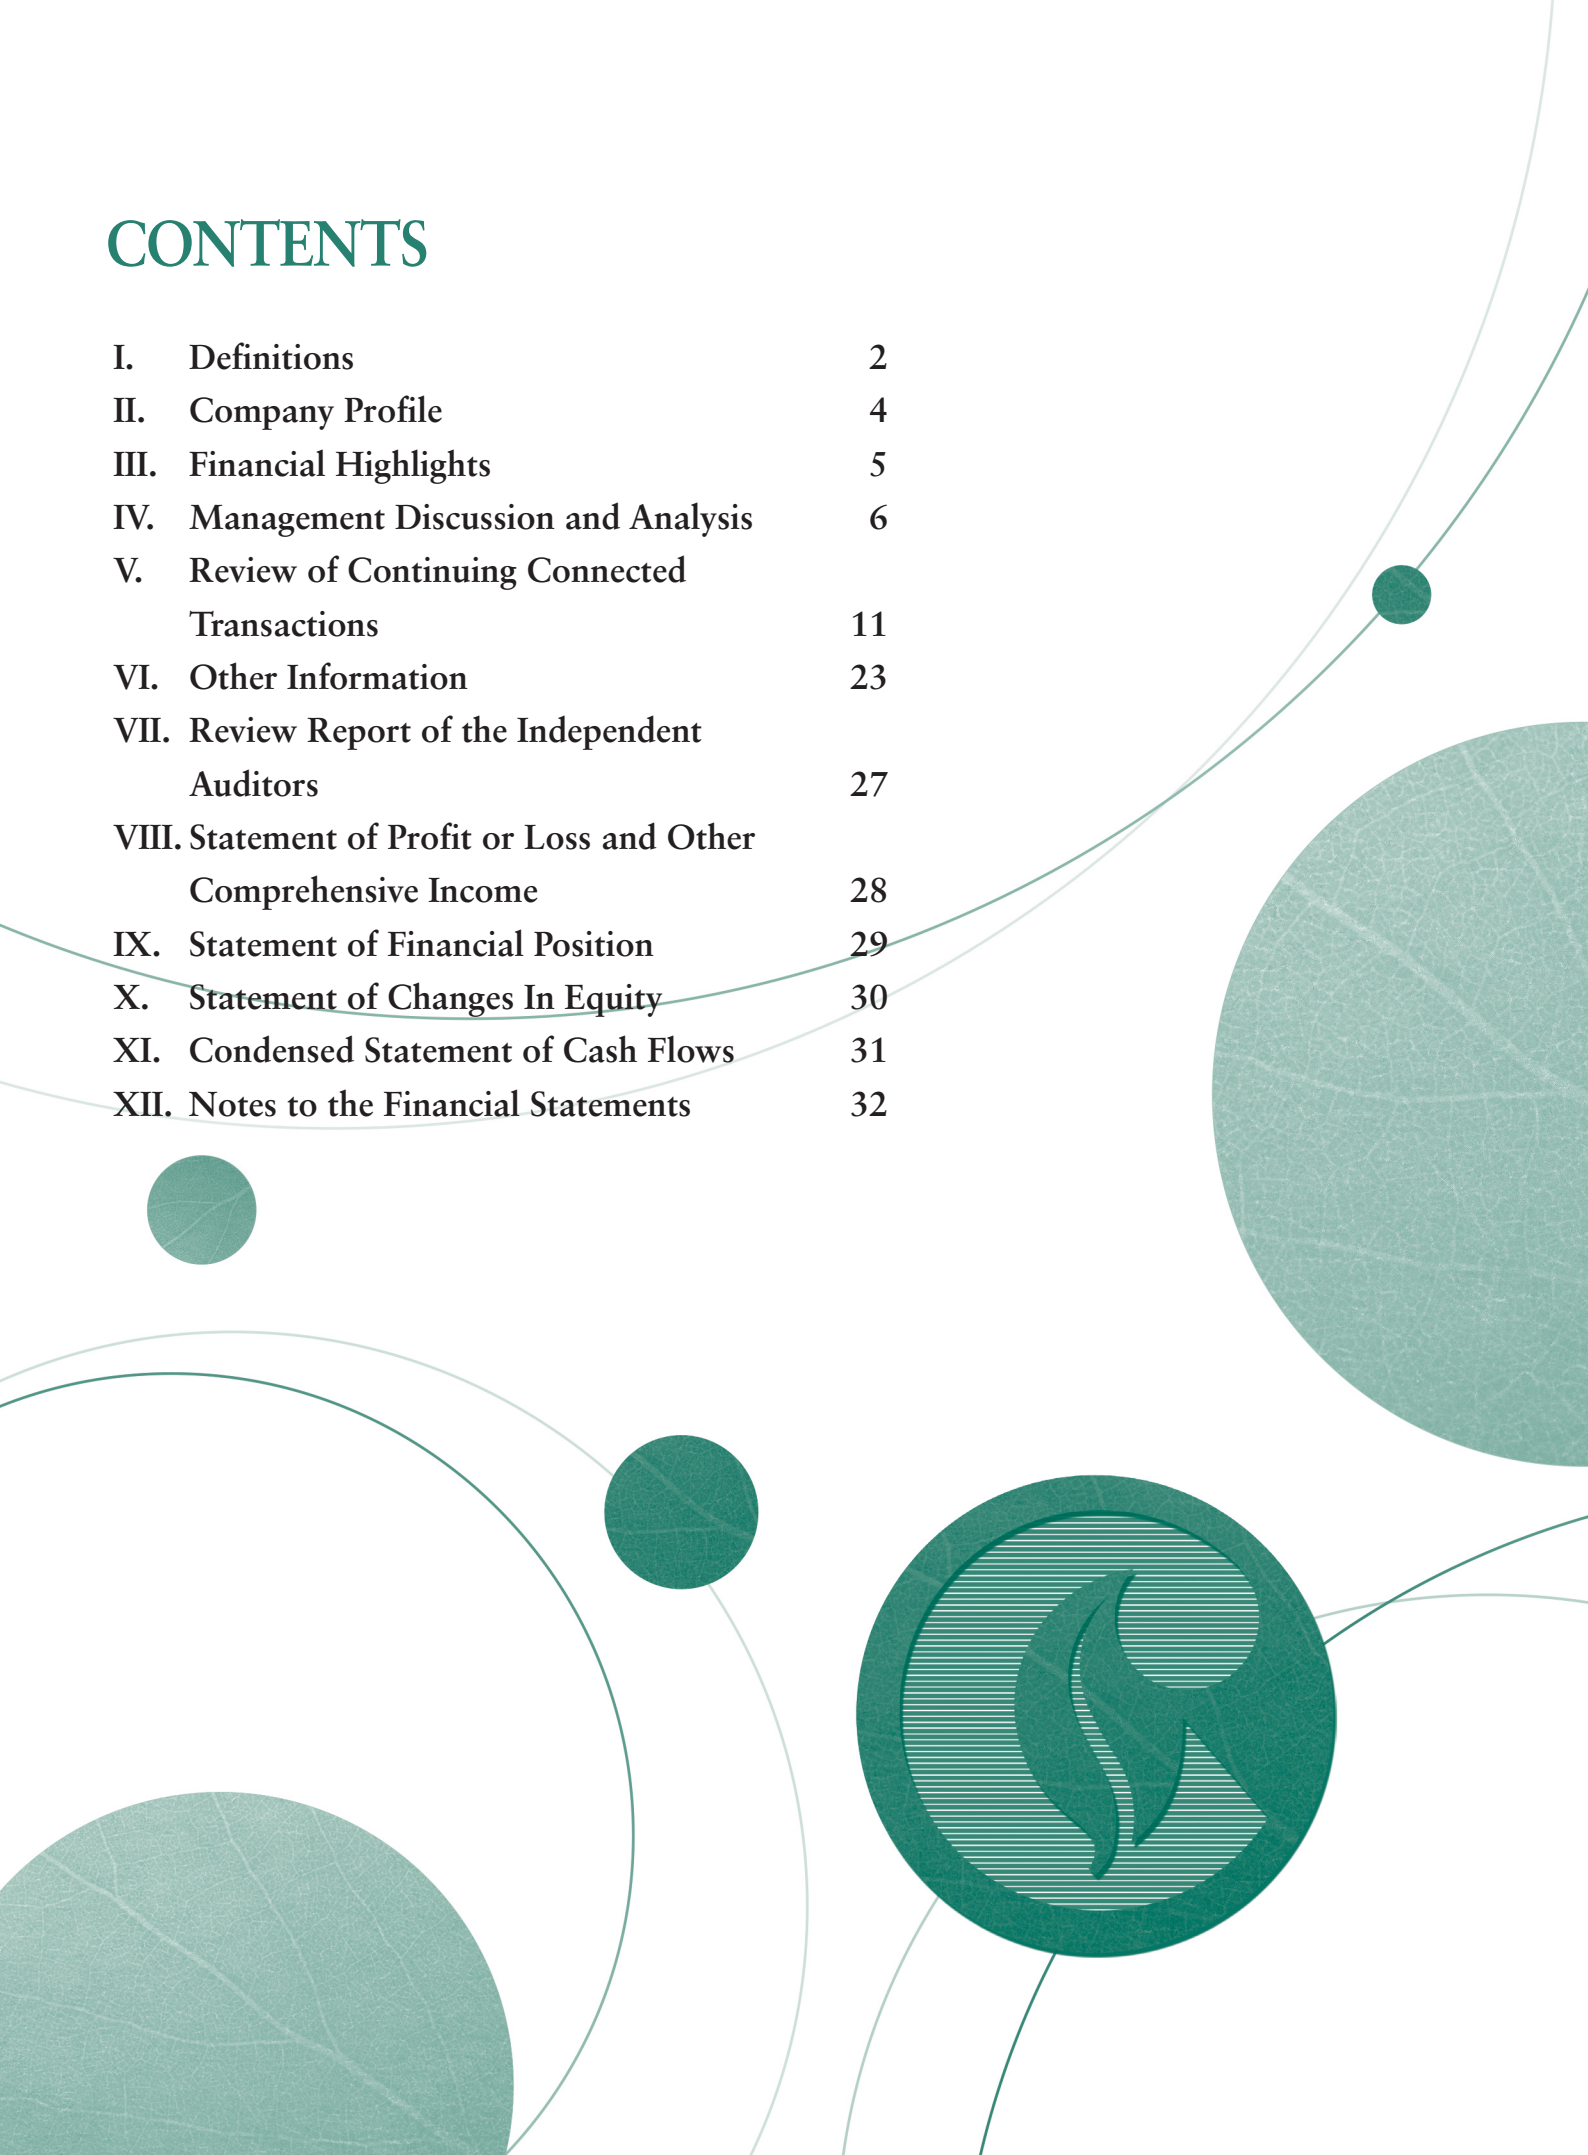 CONTENTS
I. Definitions 2
II. Company Profile 4
III. Financial Highlights 5
IV. Management Discussion and Analysis 6
V. Review of Continuing Connected
Transactions 11
VI. Other Information 23
VII. Review Report of the Independent
Auditors 27
VIII. Statement of Profit or Loss and Other
Comprehensive Income 28
IX. Statement of Financial Position 29
X. Statement of Changes In Equity 30
XI. Condensed Statement of Cash Flows 31
XII. Notes to the Financial Statements 32